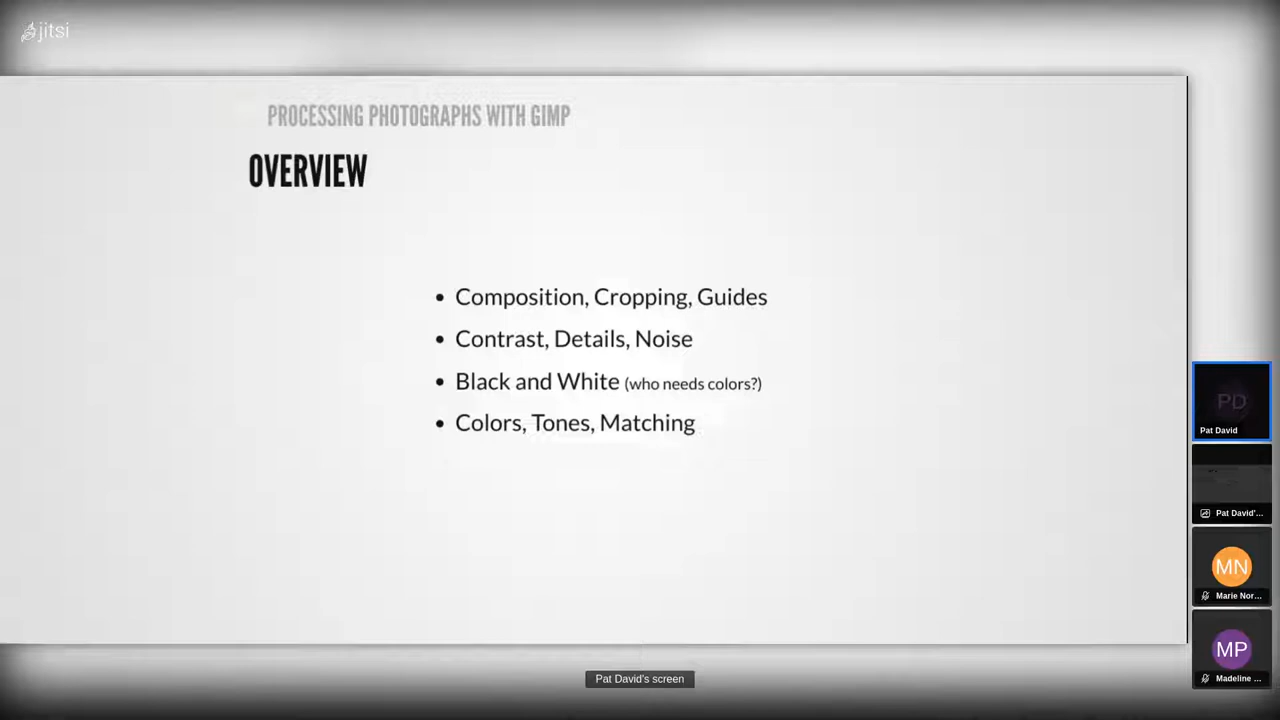 jitsi
PROCESSING PHOTOGRAPHS WITH GIMP
OVERVIEW
• Composition, Cropping, Guides
• Contrast, Details, Noise
• Black and White (who needs colors?)
• Colors, Tones, Matching
PD
Pat David
Pat David'...
MN
Marie Nor...
MP
Madeline ...
Pat David's screen